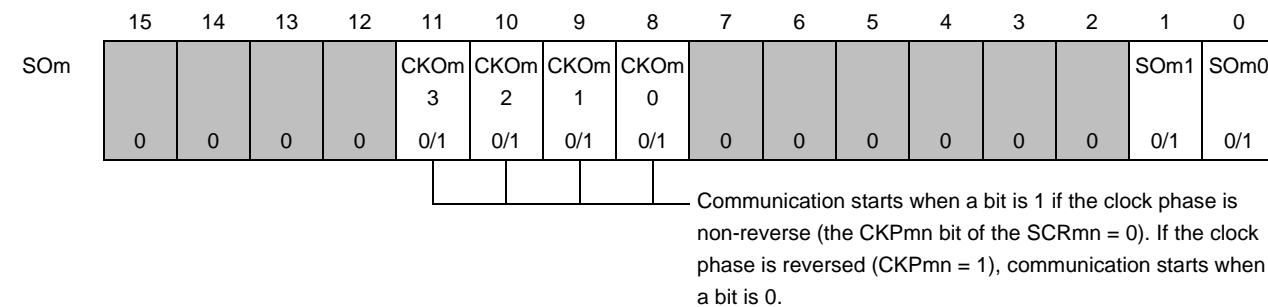 15 14 13 12 11 10 9 8 7 6 5 4 3 2 1 0
SOm CKOm CKOm CKOm CKOm SOm1 SOm0
3 2 1 0
0 0 0 0 0/1 0/1 0/1 0/1 0 0 0 0 0 0 0/1 0/1
Communication starts when a bit is 1 if the clock phase is
non-reverse (the CKPmn bit of the SCRmn = 0). If the clock
phase is reversed (CKPmn = 1), communication starts when
a bit is 0.